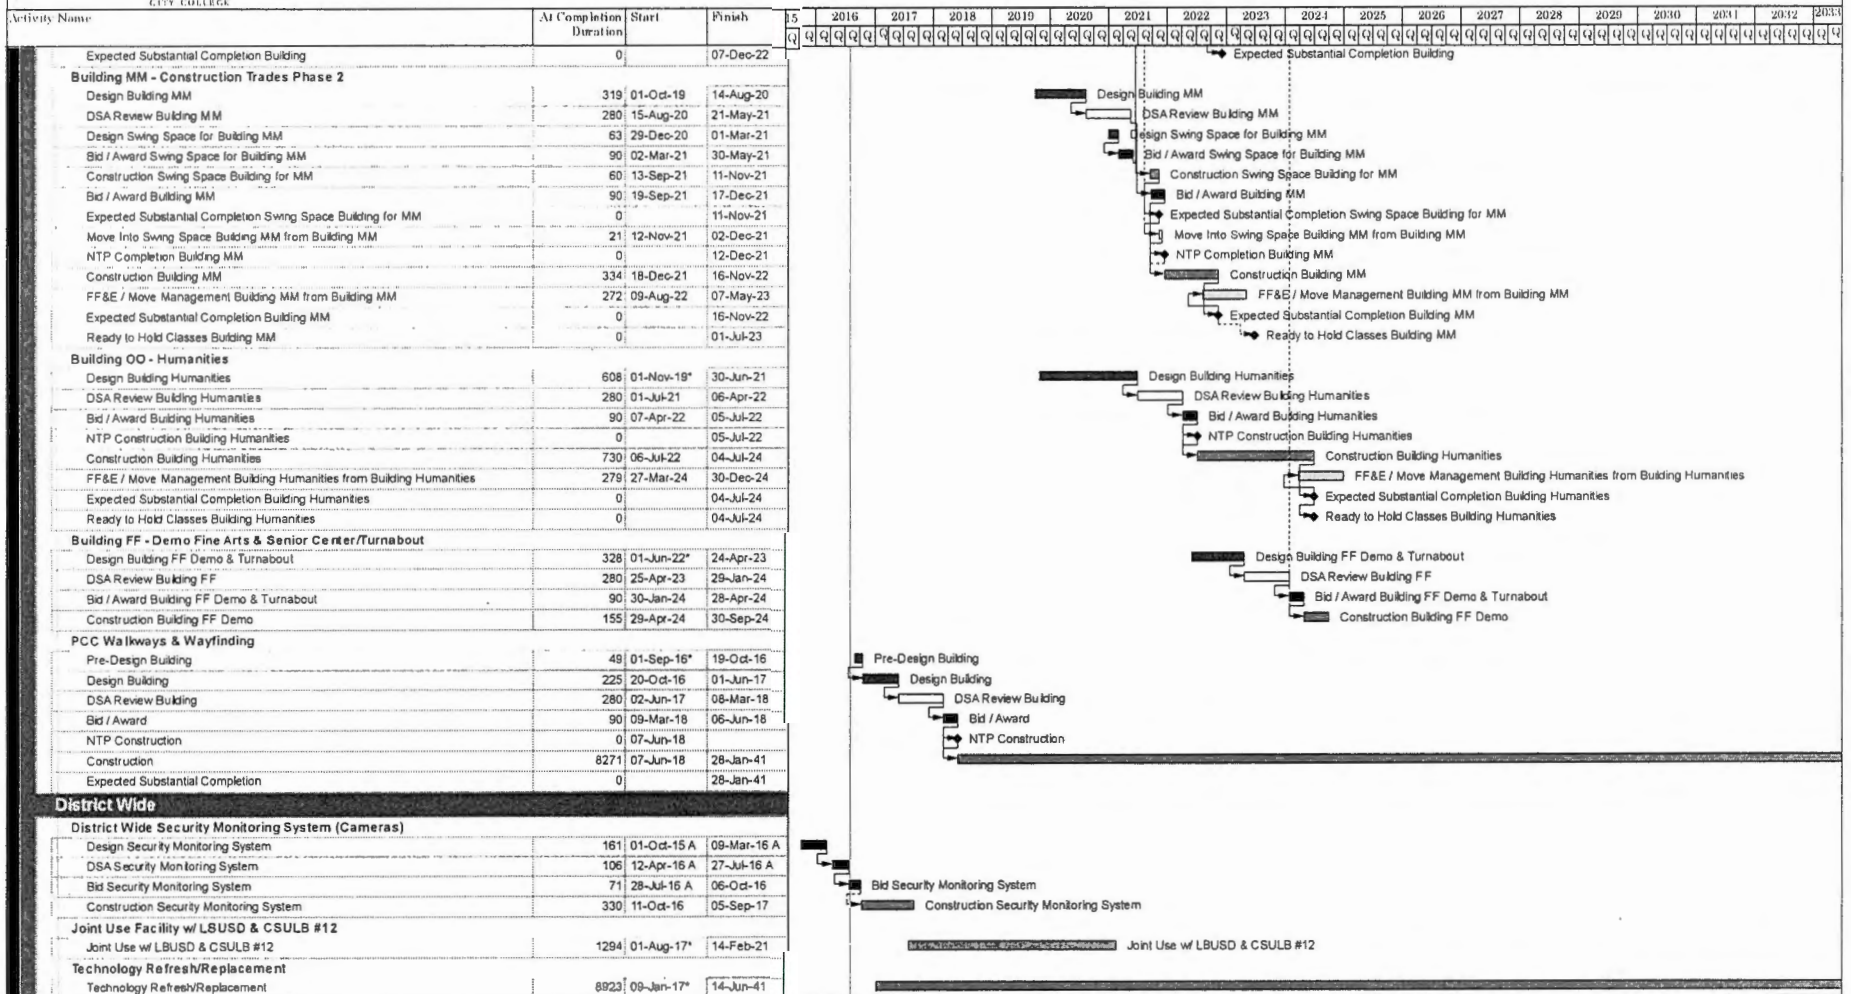 CITY COLLEGE
Activity Name At Completion Duration Start Finish 15 2016 2017 2018 2019 2020 2021 2022 2023 2024 2025 2026 2027 2028 2029 2030 2031 2032 2033
Q Q Q Q Q Q Q Q Q Q Q Q Q Q Q Q Q Q Q Q Q Q Q Q Q Q Q Q Q Q Q Q Q Q Q Q Q Q Q Q Q Q Q Q Q Q Q Q Q Q Q Q Q Q Q Q Q Q Q Q Q Q Q Q Q Q Q Q Q Q Q
Expected Substantial Completion Building 0 07-Dec-22 Expected Substantial Completion Building
Building MM - Construction Trades Phase 2
Design Building MM 319 01-Oct-19 14-Aug-20 Design Building MM
DSA Review Building MM 280 15-Aug-20 21-May-21 DSA Review Building MM
Design Swing Space for Building MM 63 29-Dec-20 01-Mar-21 Design Swing Space for Building MM
Bid / Award Swing Space for Building MM 90 02-Mar-21 30-May-21 Bid / Award Swing Space for Building MM
Construction Swing Space Building for MM 60 13-Sep-21 11-Nov-21 Construction Swing Space Building for MM
Bid / Award Building MM 90 19-Sep-21 17-Dec-21 Bid / Award Building MM
Expected Substantial Completion Swing Space Building for MM 0 11-Nov-21 Expected Substantial Completion Swing Space Building for MM
Move Into Swing Space Building MM from Building MM 21 12-Nov-21 02-Dec-21 Move Into Swing Space Building MM from Building MM
NTP Completion Building MM 0 12-Dec-21 NTP Completion Building MM
Construction Building MM 334 18-Dec-21 16-Nov-22 Construction Building MM
FF&E / Move Management Building MM from Building MM 272 09-Aug-22 07-May-23 FF&E / Move Management Building MM from Building MM
Expected Substantial Completion Building MM 0 16-Nov-22 Expected Substantial Completion Building MM
Ready to Hold Classes Building MM 0 01-Jul-23 Ready to Hold Classes Building MM
Building OO - Humanities
Design Building Humanities 608 01-Nov-19* 30-Jun-21 Design Building Humanities
DSA Review Building Humanities 280 01-Jul-21 06-Apr-22 DSA Review Building Humanities
Bid / Award Building Humanities 90 07-Apr-22 05-Jul-22 Bid / Award Building Humanities
NTP Construction Building Humanities 0 05-Jul-22 NTP Construction Building Humanities
Construction Building Humanities 730 06-Jul-22 04-Jul-24 Construction Building Humanities
FF&E / Move Management Building Humanities from Building Humanities 279 27-Mar-24 30-Dec-24 FF&E / Move Management Building Humanities from Building Humanities
Expected Substantial Completion Building Humanities 0 04-Jul-24 Expected Substantial Completion Building Humanities
Ready to Hold Classes Building Humanities 0 04-Jul-24 Ready to Hold Classes Building Humanities
Building FF - Demo Fine Arts & Senior Center/Turnabout
Design Building FF Demo & Turnabout 328 01-Jun-22* 24-Apr-23 Design Building FF Demo & Turnabout
DSA Review Building FF 280 25-Apr-23 29-Jan-24 DSA Review Building FF
Bid / Award Building FF Demo & Turnabout 90 30-Jan-24 28-Apr-24 Bid / Award Building FF Demo & Turnabout
Construction Building FF Demo 155 29-Apr-24 30-Sep-24 Construction Building FF Demo
PCC Walkways & Wayfinding
Pre-Design Building 49 01-Sep-16* 19-Oct-16 Pre-Design Building
Design Building 225 20-Oct-16 01-Jun-17 Design Building
DSA Review Building 280 02-Jun-17 08-Mar-18 DSA Review Building
Bid / Award 90 09-Mar-18 06-Jun-18 Bid / Award
NTP Construction 0 07-Jun-18 NTP Construction
Construction 8271 07-Jun-18 28-Jan-41
Expected Substantial Completion 0 28-Jan-41
District Wide
District Wide Security Monitoring System (Cameras)
Design Security Monitoring System 161 01-Oct-15 A 09-Mar-16 A
DSA Security Monitoring System 106 12-Apr-16 A 27-Jul-16 A
Bid Security Monitoring System 71 28-Jul-16 A 06-Oct-16 Bid Security Monitoring System
Construction Security Monitoring System 330 11-Oct-16 05-Sep-17 Construction Security Monitoring System
Joint Use Facility w/ LBUSD & CSULB #12
Joint Use w/ LBUSD & CSULB #12 1294 01-Aug-17* 14-Feb-21 Joint Use w/ LBUSD & CSULB #12
Technology Refresh/Replacement
Technology Refresh/Replacement 8923 09-Jan-17* 14-Jun-41